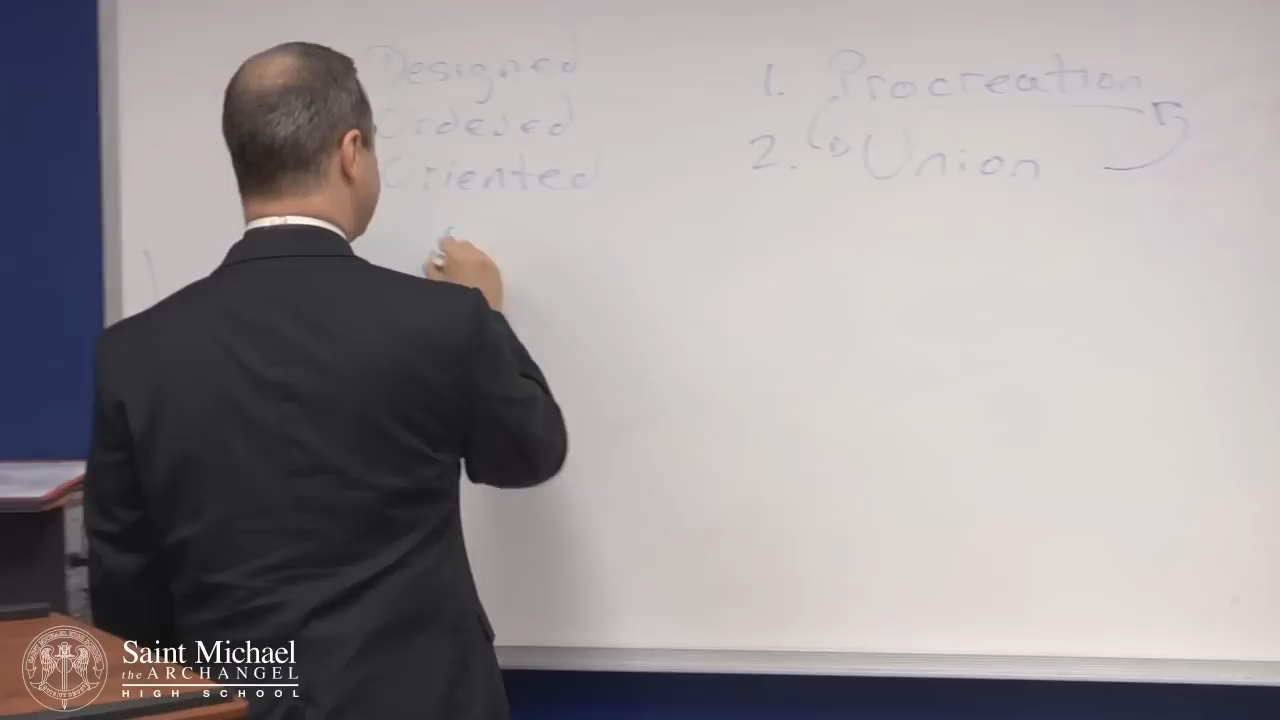 Designed
Ordered
Oriented
1. Procreation
2. Union
Saint Michael
the ARCHANGEL
HIGH SCHOOL